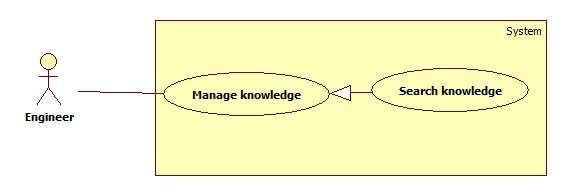 System
Manage knowledge
Search knowledge
Engineer